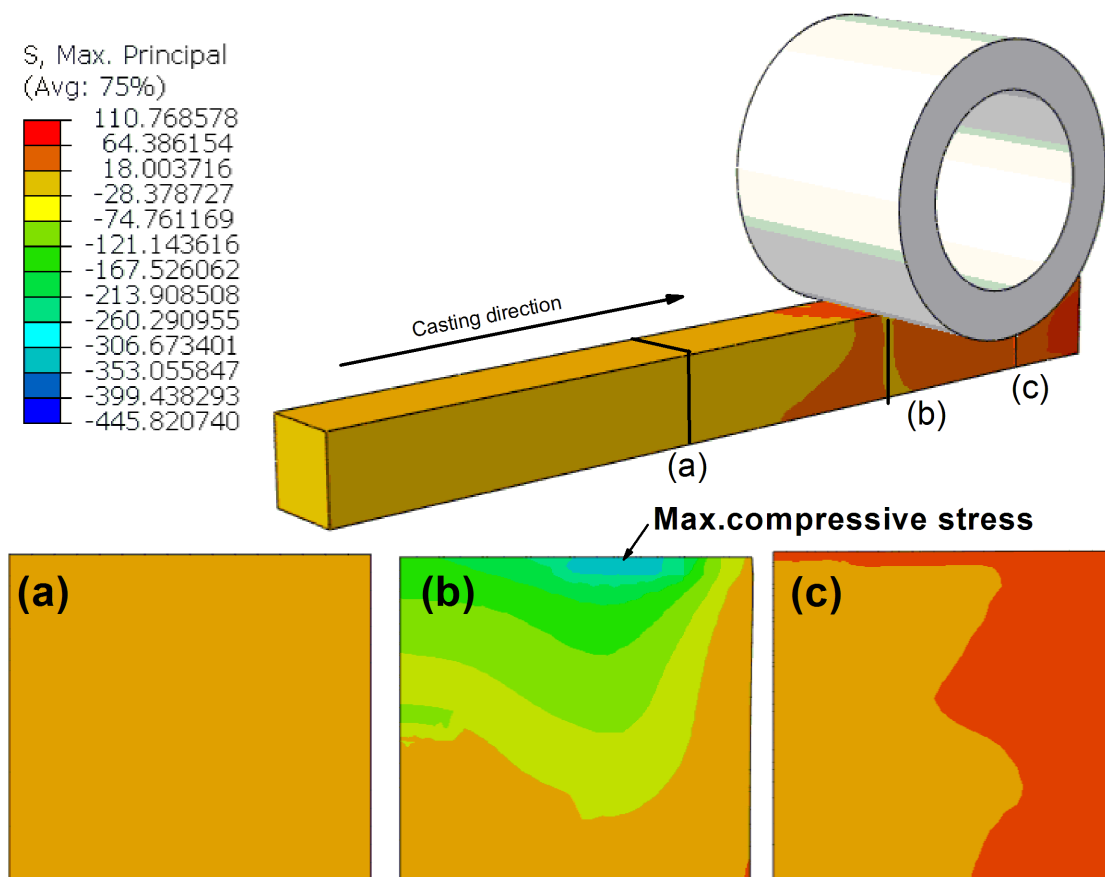 S, Max. Principal
(Avg: 75%)
110.768578
64.386154
18.003716
-28.378727
-74.761169
-121.143616
-167.526062
-213.908508
-260.290955
-306.673401
-353.055847
-399.438293
-445.820740
Casting direction
(a)
(b)
(c)
Max.compressive stress
(a)
(b)
(c)